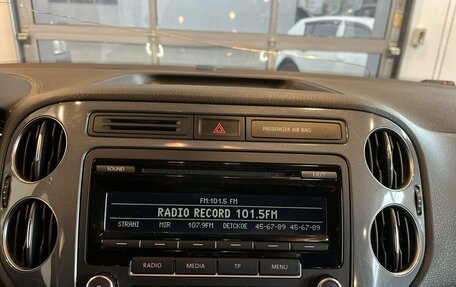 PASSENGER AIR BAG
SOUND
EJECT
FM:101.5 FM
RADIO RECORD 101.5FM
STRANI MIR 107.9FM DETCKOE 45-67-89 45-67-89
RADIO MEDIA TP MENU